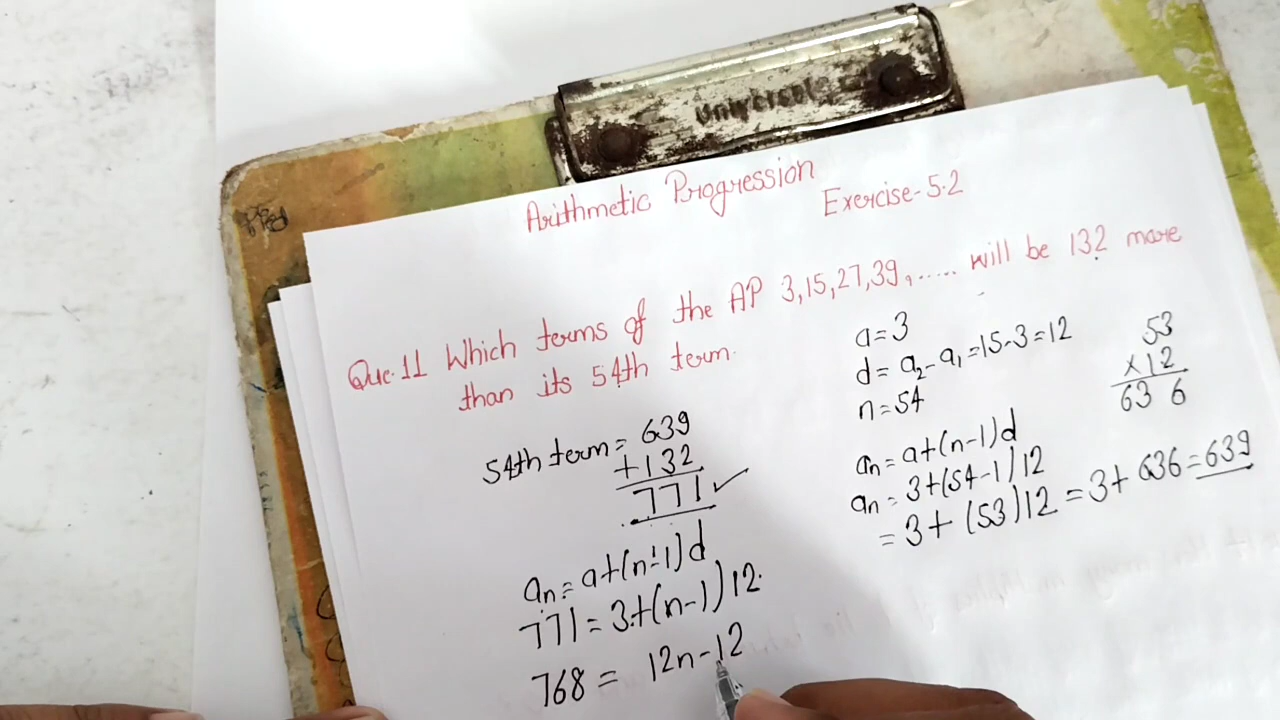 Universal
Arithmetic Progression
Exercise-5.2
Que.11 Which terms of the AP 3,15,27,39,..... will be 132 more
than its 54th term.
54th term = 639
+132
771 ✓
an = a+(n-1)d
771 = 3+(n-1)12
768 = 12n-12
a=3
d = a2-a1=15-3=12
n=54
an = a+(n-1)d
an = 3+(54-1)12
= 3+(53)12 = 3+636=639
53
×12
636